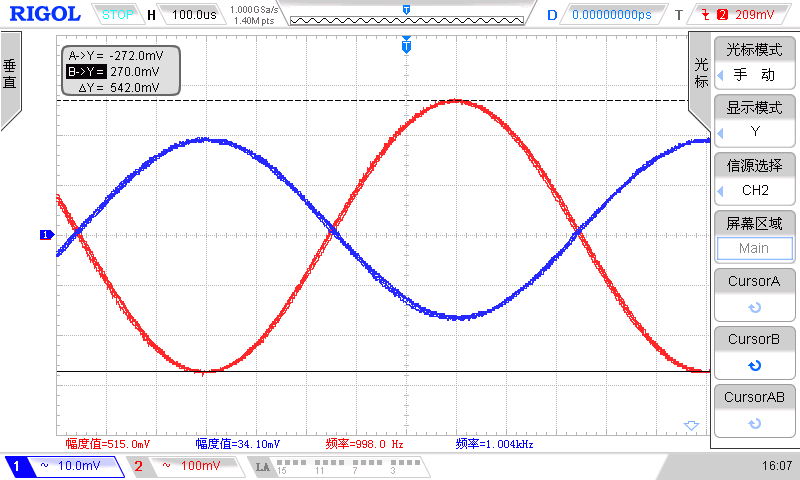 RIGOL STOP H 100.0us 1.000GSa/s 1.40M pts T D 0.00000000ps T 2 209mV
垂直
A->Y = -272.0mV
B->Y = 270.0mV
ΔY = 542.0mV
T
1
光标
光标模式
手 动
显示模式
Y
信源选择
CH2
屏幕区域
Main
CursorA
CursorB
CursorAB
幅度值=515.0mV 幅度值=34.10mV 频率=998.0 Hz 频率=1.004kHz
1 ~ 10.0mV 2 ~ 100mV LA 15 11 7 3 16:07